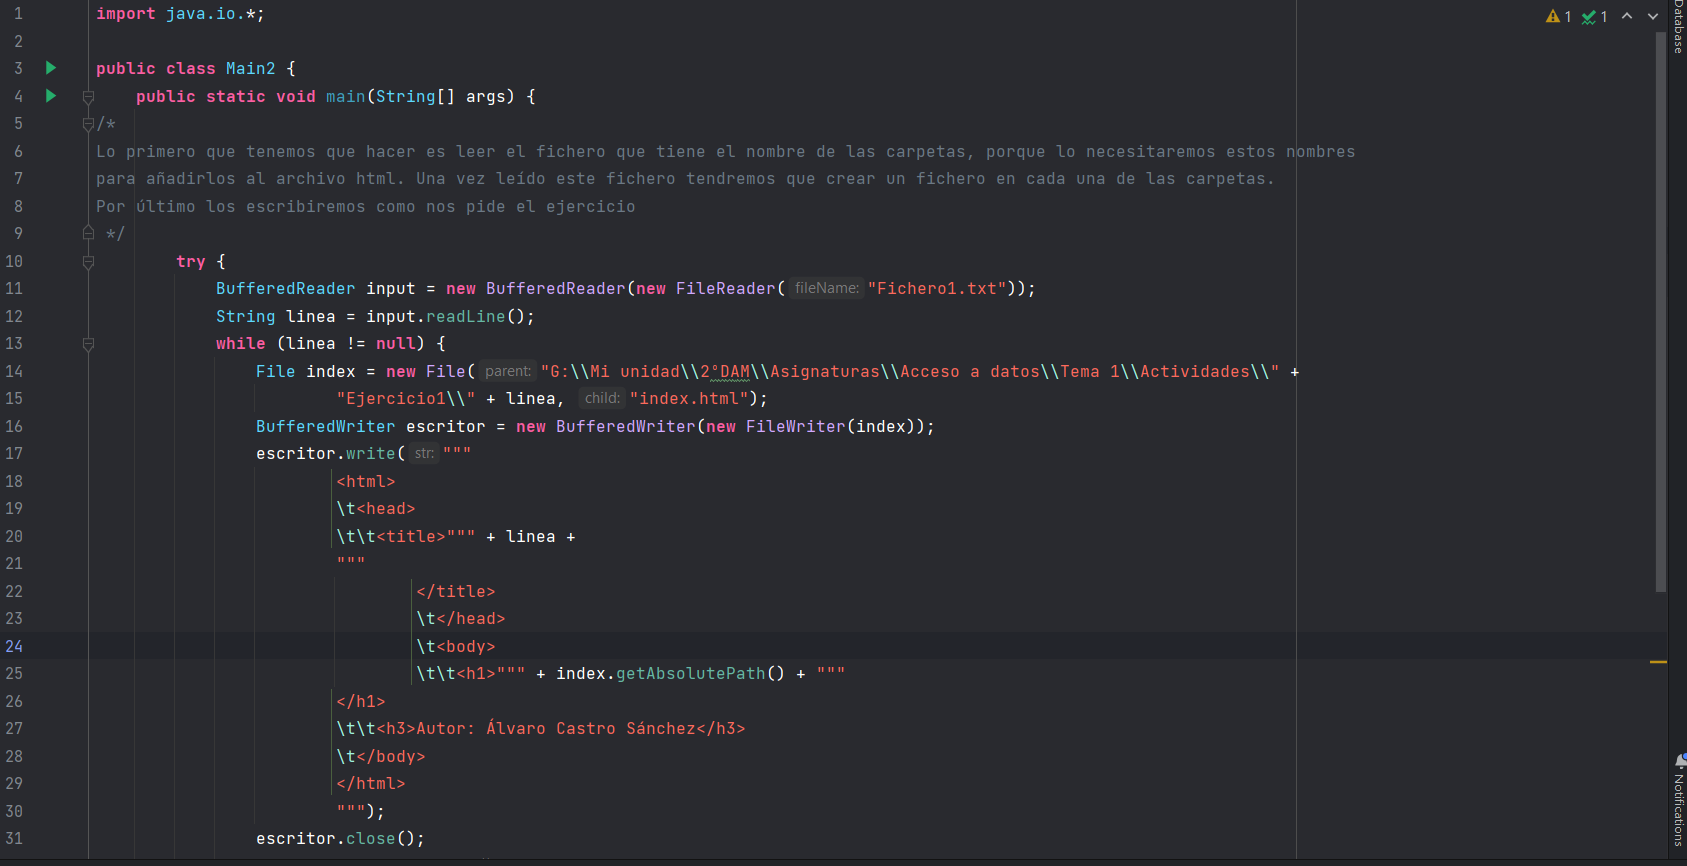 1 import java.io.*;
2
3 public class Main2 {
4 public static void main(String[] args) {
5 /*
6 Lo primero que tenemos que hacer es leer el fichero que tiene el nombre de las carpetas, porque lo necesitaremos estos nombres
7 para añadirlos al archivo html. Una vez leído este fichero tendremos que crear un fichero en cada una de las carpetas.
8 Por último los escribiremos como nos pide el ejercicio
9 */
10 try {
11 BufferedReader input = new BufferedReader(new FileReader( fileName: "Fichero1.txt"));
12 String linea = input.readLine();
13 while (linea != null) {
14 File index = new File( parent: "G:\\Mi unidad\\2ºDAM\\Asignaturas\\Acceso a datos\\Tema 1\\Actividades\\" +
15 "Ejercicio1\\" + linea, child: "index.html");
16 BufferedWriter escritor = new BufferedWriter(new FileWriter(index));
17 escritor.write( str: """
18 <html>
19 \t<head>
20 \t\t<title>""" + linea +
21 """
22 </title>
23 \t</head>
24 \t<body>
25 \t\t<h1>""" + index.getAbsolutePath() + """
26 </h1>
27 \t\t<h3>Autor: Álvaro Castro Sánchez</h3>
28 \t</body>
29 </html>
30 """);
31 escritor.close();
1 1
Database
Notifications